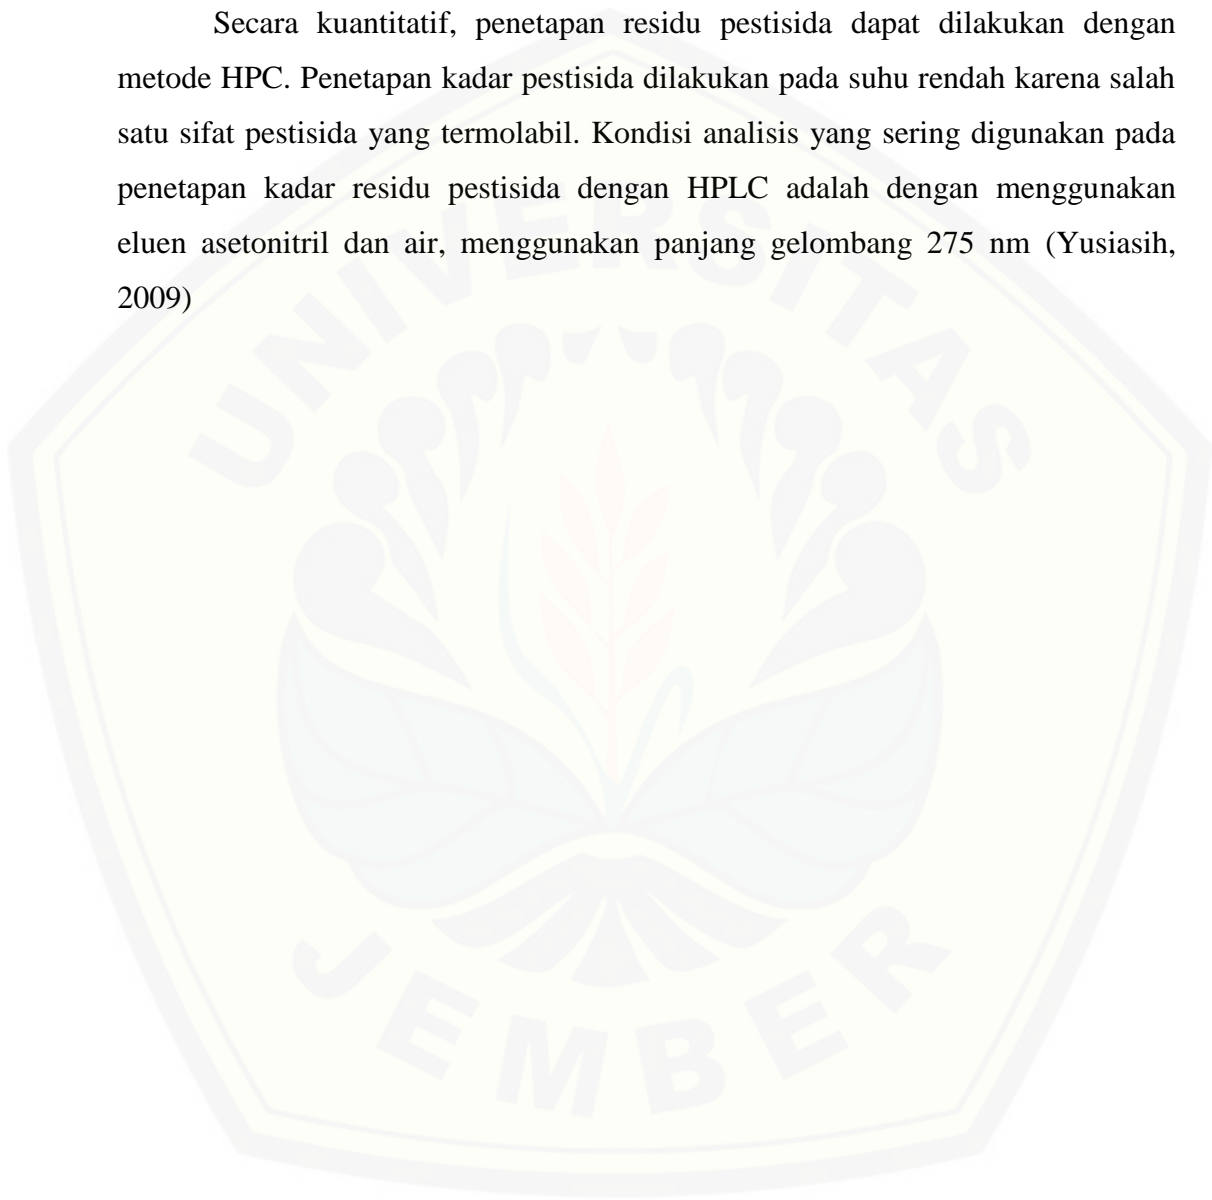 Secara kuantitatif, penetapan residu pestisida dapat dilakukan dengan
metode HPC. Penetapan kadar pestisida dilakukan pada suhu rendah karena salah
satu sifat pestisida yang termolabil. Kondisi analisis yang sering digunakan pada
penetapan kadar residu pestisida dengan HPLC adalah dengan menggunakan
eluen asetonitril dan air, menggunakan panjang gelombang 275 nm (Yusiasih,
2009)
UNIVERSITAS
JEMBER